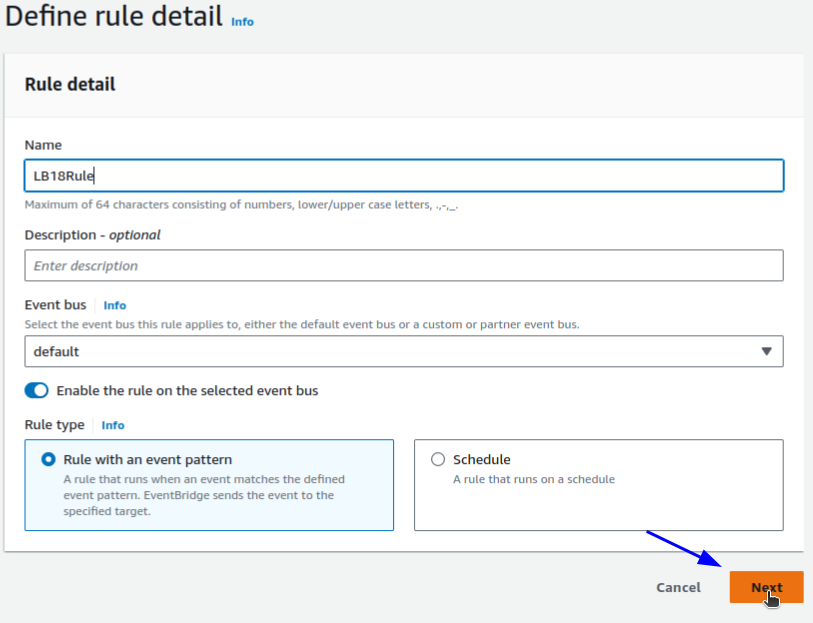 Define rule detail Info
Rule detail
Name
LB18Rule
Maximum of 64 characters consisting of numbers, lower/upper case letters, .,-,_.
Description - optional
Enter description
Event bus Info
Select the event bus this rule applies to, either the default event bus or a custom or partner event bus.
default
Enable the rule on the selected event bus
Rule type Info
Rule with an event pattern
A rule that runs when an event matches the defined
event pattern. EventBridge sends the event to the
specified target.
Schedule
A rule that runs on a schedule
Cancel
Next